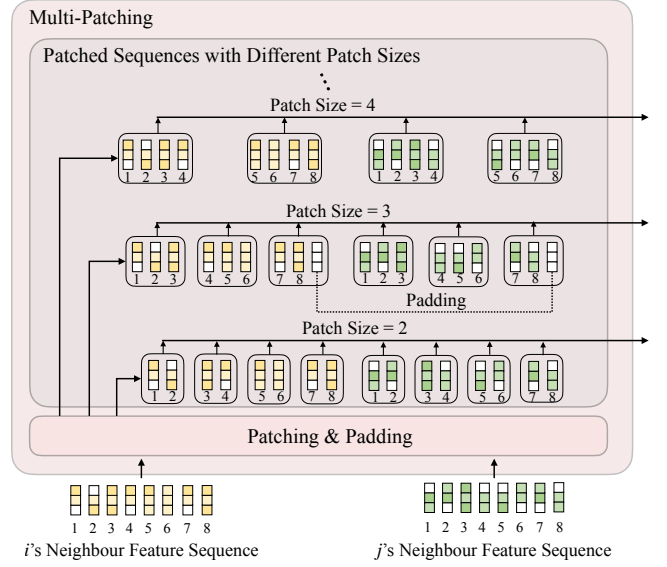 Multi-Patching
Patched Sequences with Different Patch Sizes
Patch Size = 4
1 2 3 4 5 6 7 8 1 2 3 4 5 6 7 8
Patch Size = 3
1 2 3 4 5 6 7 8 1 2 3 4 5 6 7 8
Padding
Patch Size = 2
1 2 3 4 5 6 7 8 1 2 3 4 5 6 7 8
Patching & Padding
1 2 3 4 5 6 7 8 1 2 3 4 5 6 7 8
i's Neighbour Feature Sequence j's Neighbour Feature Sequence